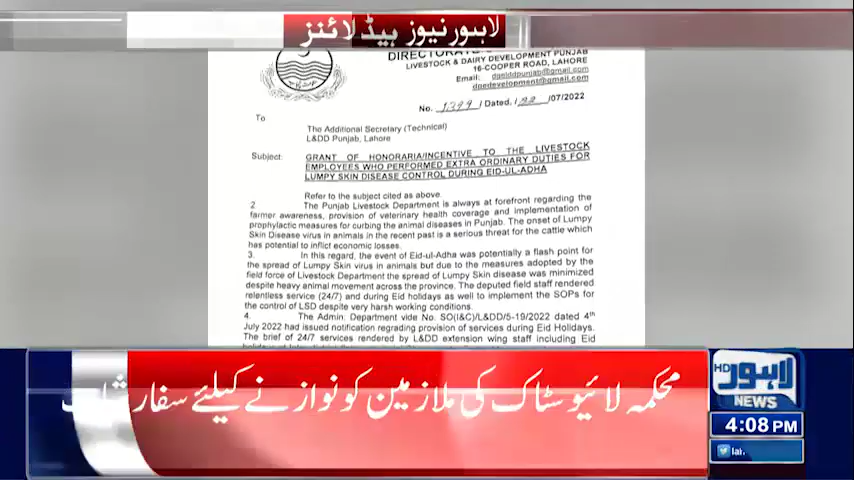 لاہور نیوز ہیڈ لائنز
LIVESTOCK & DAIRY DEVELOPMENT PUNJAB
16-COOPER ROAD, LAHORE
Email: daelddpunjab@gmail.com
dpedevelopment@gmail.com
No. 1399 / Dated, / 22 /07/2022
To
The Additional Secretary (Technical)
L&DD Punjab, Lahore
Subject: GRANT OF HONORARIA/INCENTIVE TO THE LIVESTOCK
EMPLOYEES WHO PERFORMED EXTRA ORDINARY DUTIES FOR
LUMPY SKIN DISEASE CONTROL DURING EID-UL-ADHA
Refer to the subject cited as above.
2 The Punjab Livestock Department is always at forefront regarding the
farmer awareness, provision of veterinary health coverage and implementation of
prophylactic measures for curbing the animal diseases in Punjab. The onset of Lumpy
Skin Disease virus in animals in the recent past is a serious threat for the cattle which
has potential to inflict economic losses.
3. In this regard, the event of Eid-ul-Adha was potentially a flash point for
the spread of Lumpy Skin virus in animals but due to the measures adopted by the
field force of Livestock Department the spread of Lumpy Skin disease was minimized
despite heavy animal movement across the province. The deputed field staff rendered
relentless service (24/7) and during Eid holidays as well to implement the SOPs for
the control of LSD despite very harsh working conditions.
4. The Admin: Department vide No. SO(I&C)/L&DD/5-19/2022 dated 4th
July 2022 had issued notification regrading provision of services during Eid Holidays.
The brief of 24/7 services rendered by L&DD extension wing staff including Eid
محکمہ لائیو سٹاک کی ملازمین کو نوازنے کیلئے
HD لاہور
NEWS
4:08 PM